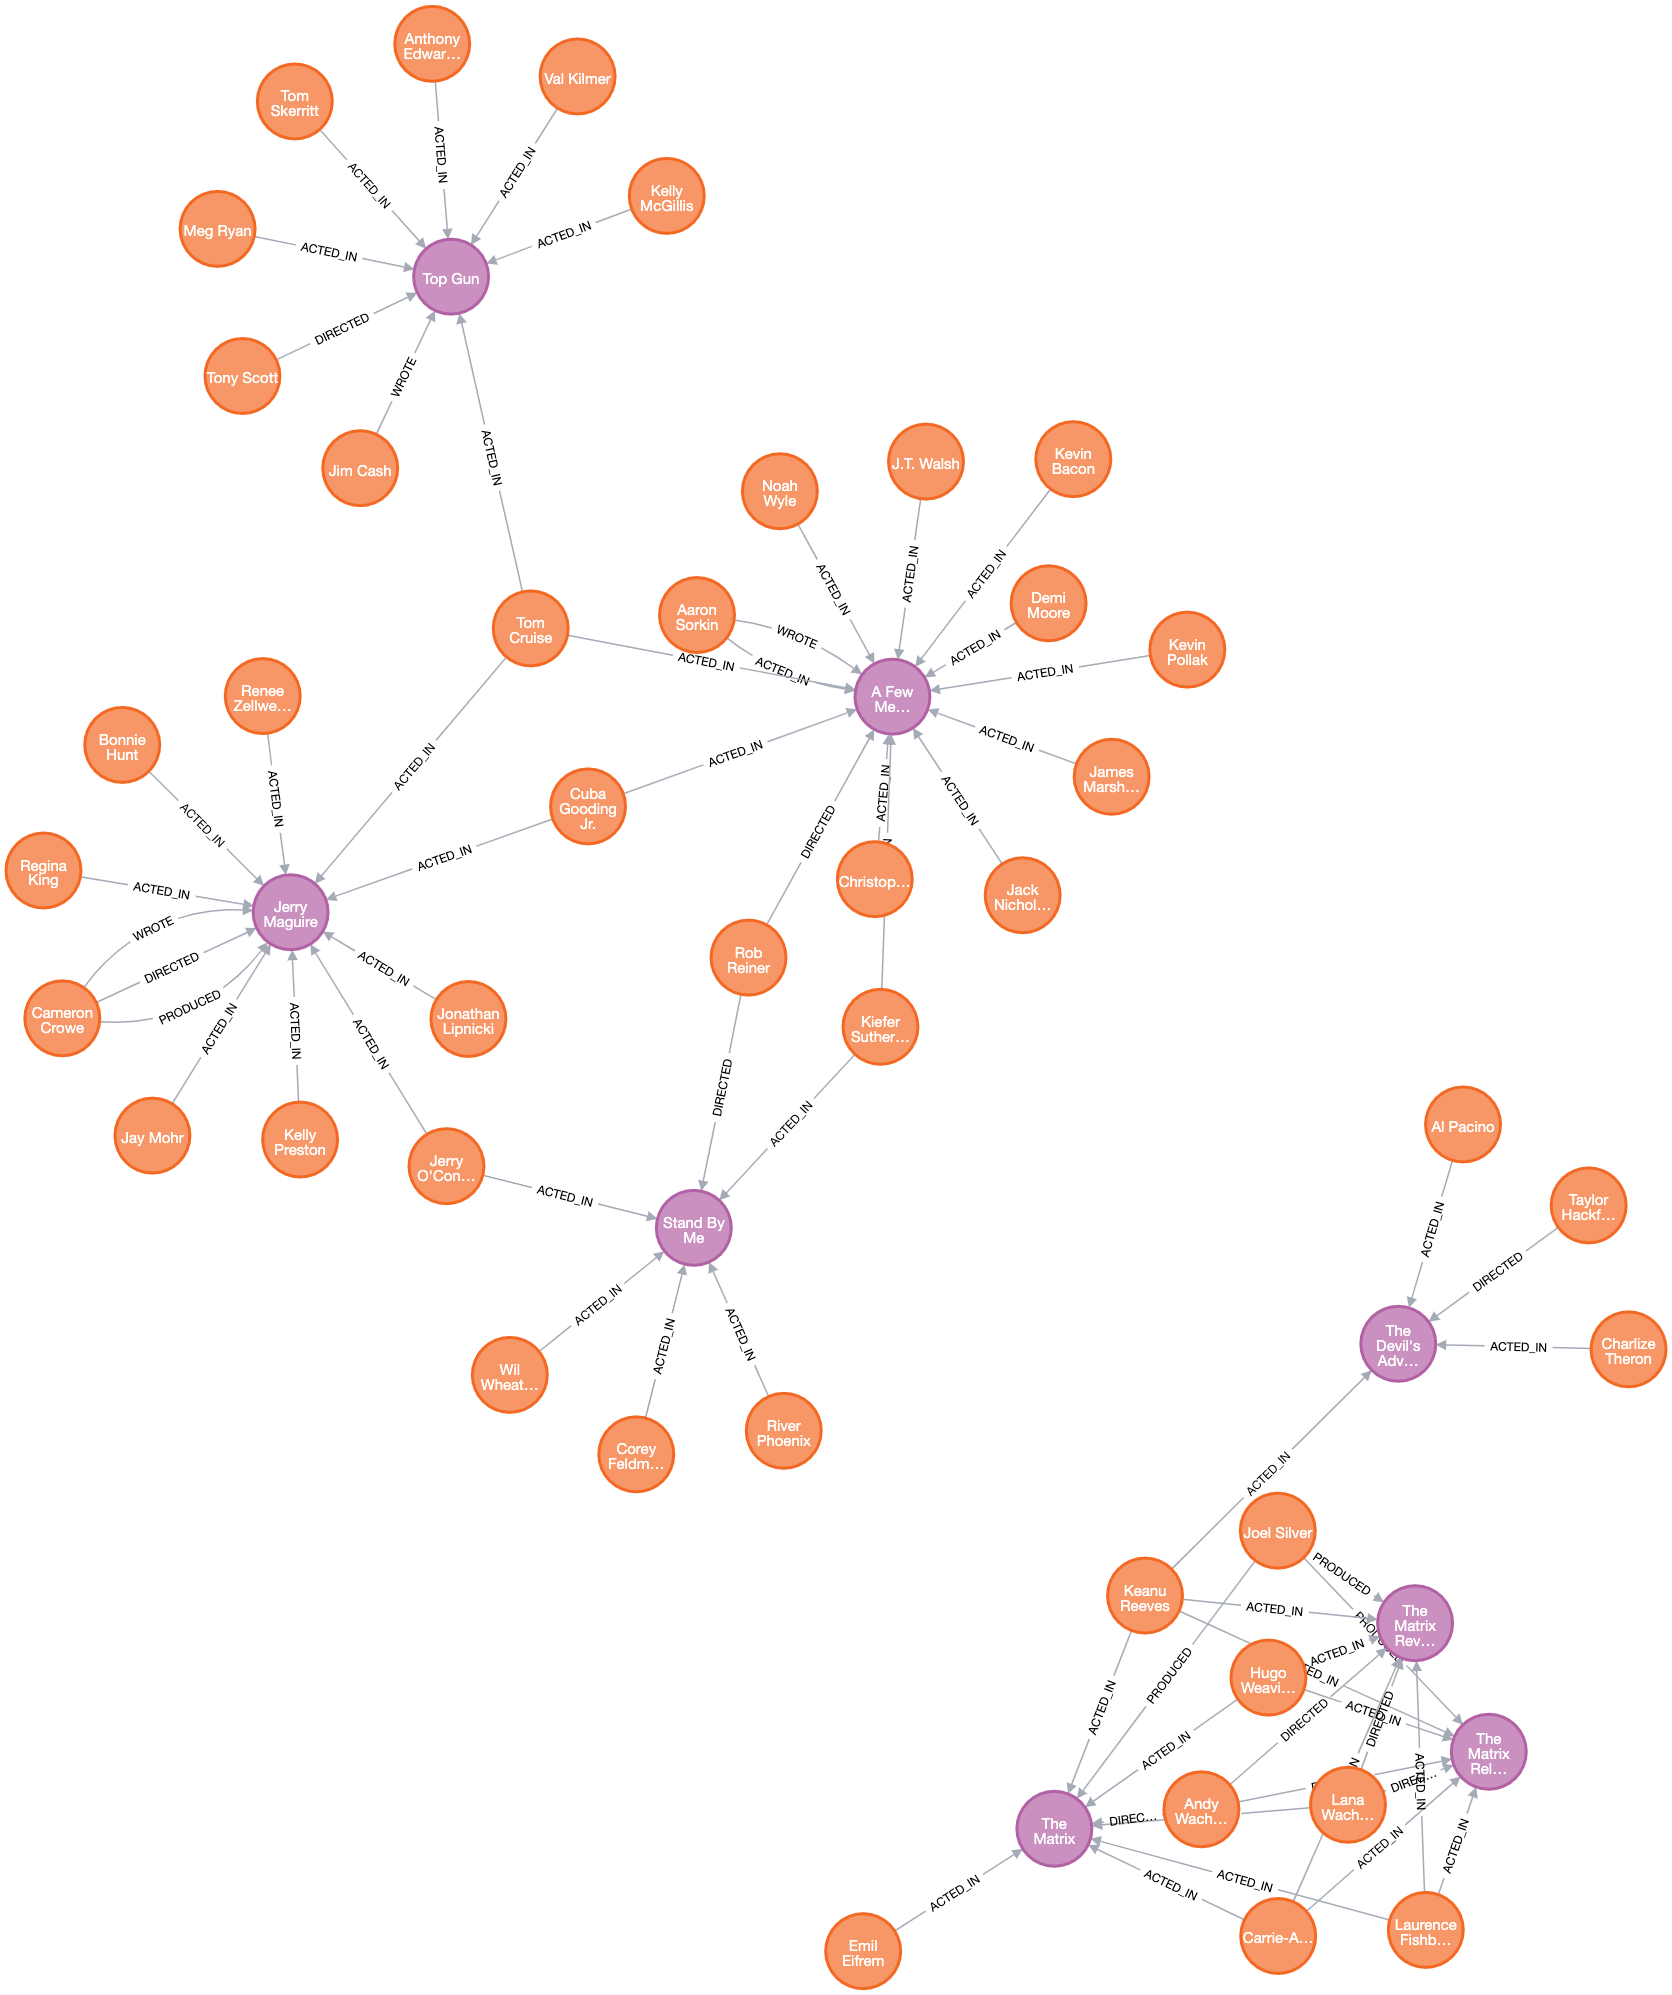 Anthony
Edwar…
Val Kilmer
Tom
Skerritt
ACTED_IN
ACTED_IN
ACTED_IN
Kelly
McGillis
Meg Ryan
ACTED_IN
ACTED_IN
Top Gun
DIRECTED
Tony Scott
WROTE
Jim Cash
ACTED_IN
Tom
Cruise
Noah
Wyle
J.T. Walsh
Kevin
Bacon
ACTED_IN
ACTED_IN
ACTED_IN
Aaron
Sorkin
WROTE
ACTED_IN
ACTED_IN
Demi
Moore
ACTED_IN
Kevin
Pollak
ACTED_IN
A Few
Me…
ACTED_IN
James
Marsh…
Renee
Zellwe…
Bonnie
Hunt
ACTED_IN
ACTED_IN
ACTED_IN
ACTED_IN
Cuba
Gooding
Jr.
ACTED_IN
ACTED_IN
DIRECTED
ACTED_IN
Christop…
Jack
Nichol…
Regina
King
ACTED_IN
Jerry
Maguire
WROTE
DIRECTED
PRODUCED
Cameron
Crowe
ACTED_IN
Jonathan
Lipnicki
ACTED_IN
ACTED_IN
ACTED_IN
Rob
Reiner
Kiefer
Suther…
Jay Mohr
Kelly
Preston
Jerry
O'Con…
DIRECTED
ACTED_IN
ACTED_IN
Stand By
Me
ACTED_IN
ACTED_IN
ACTED_IN
Wil
Wheat…
Corey
Feldm…
River
Phoenix
Al Pacino
Taylor
Hackf…
ACTED_IN
DIRECTED
The
Devil's
Adv…
ACTED_IN
Charlize
Theron
ACTED_IN
Joel Silver
PRODUCED
Keanu
Reeves
ACTED_IN
The
Matrix
Rev…
ACTED_IN
PRODUCED
Hugo
Weavi…
ACTED_IN
ACTED_IN
ACTED_IN
DIRECTED
DIRECTED
The
Matrix
Rel…
ACTED_IN
DIREC…
DIREC…
Andy
Wach…
Lana
Wach…
The
Matrix
ACTED_IN
ACTED_IN
ACTED_IN
ACTED_IN
ACTED_IN
Emil
Eifrem
Carrie-A…
Laurence
Fishb…